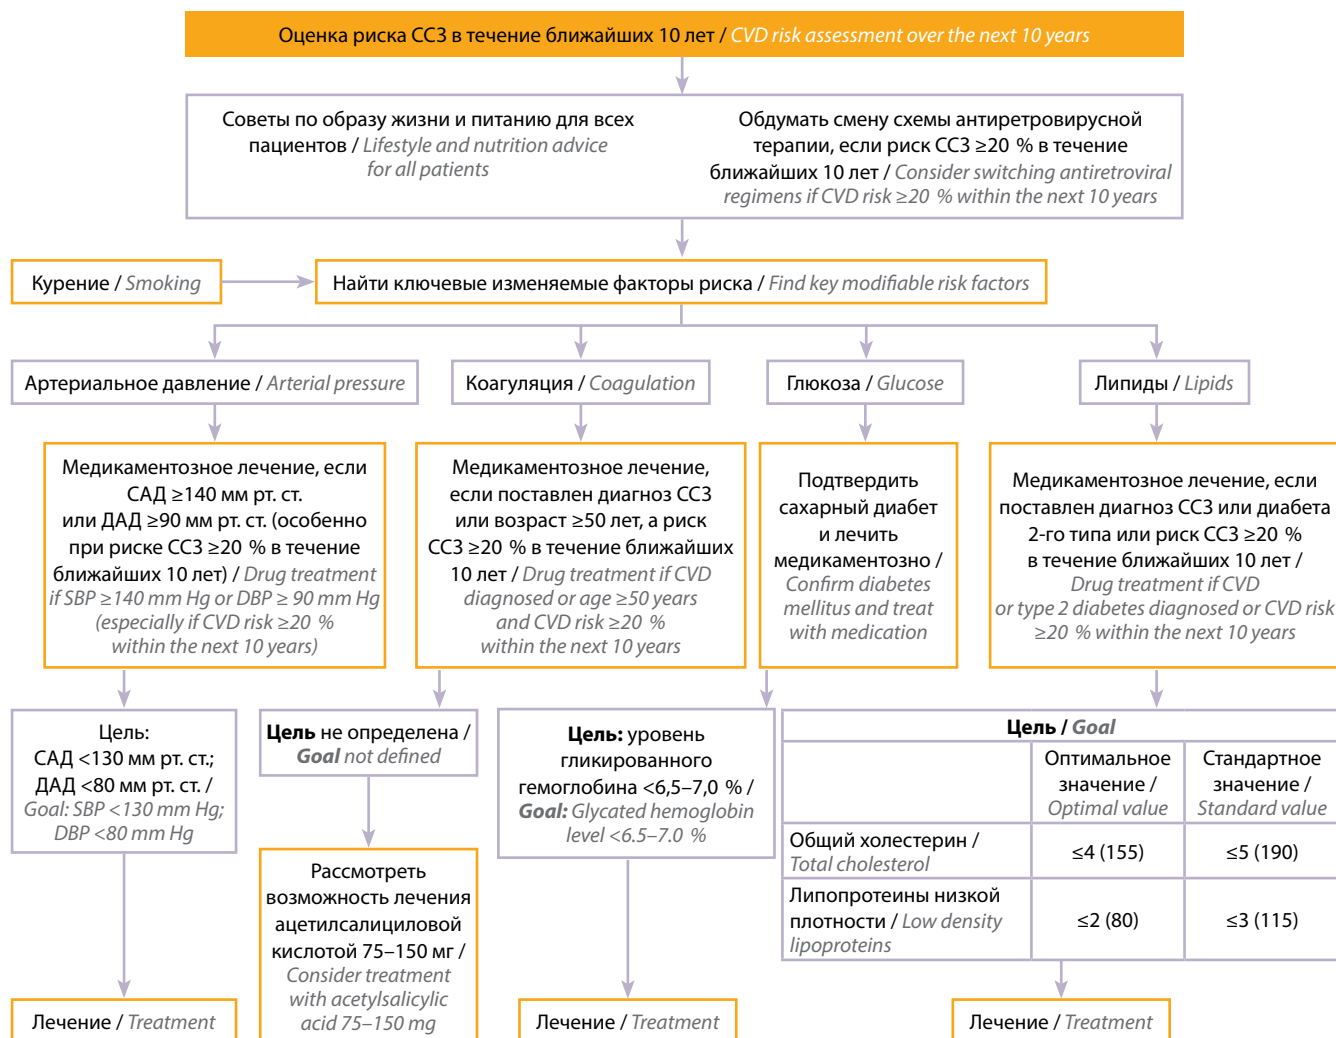 Оценка риска ССЗ в течение ближайших 10 лет / CVD risk assessment over the next 10 years
Советы по образу жизни и питанию для всех
пациентов / Lifestyle and nutrition advice
for all patients
Обдумать смену схемы антиретровирусной
терапии, если риск ССЗ ≥20 % в течение
ближайших 10 лет / Consider switching antiretroviral
regimens if CVD risk ≥20 % within the next 10 years
Курение / Smoking
Найти ключевые изменяемые факторы риска / Find key modifiable risk factors
Артериальное давление / Arterial pressure
Коагуляция / Coagulation
Глюкоза / Glucose
Липиды / Lipids
Медикаментозное лечение, если
САД ≥140 мм рт. ст.
или ДАД ≥90 мм рт. ст. (особенно
при риске ССЗ ≥20 % в течение
ближайших 10 лет) / Drug treatment
if SBP ≥140 mm Hg or DBP ≥ 90 mm Hg
(especially if CVD risk ≥20 %
within the next 10 years)
Медикаментозное лечение,
если поставлен диагноз ССЗ
или возраст ≥50 лет, а риск
ССЗ ≥20 % в течение ближайших
10 лет / Drug treatment if CVD
diagnosed or age ≥50 years
and CVD risk ≥20 %
within the next 10 years
Подтвердить
сахарный диабет
и лечить
медикаментозно /
Confirm diabetes
mellitus and treat
with medication
Медикаментозное лечение, если
поставлен диагноз ССЗ или диабета
2-го типа или риск ССЗ ≥20 %
в течение ближайших 10 лет /
Drug treatment if CVD
or type 2 diabetes diagnosed or CVD risk
≥20 % within the next 10 years
Цель:
САД <130 мм рт. ст.;
ДАД <80 мм рт. ст. /
Goal: SBP <130 mm Hg;
DBP <80 mm Hg
Цель не определена /
Goal not defined
Цель: уровень
гликированного
гемоглобина <6,5–7,0 % /
Goal: Glycated hemoglobin
level <6.5–7.0 %
Цель / Goal
Оптимальное
значение /
Optimal value
Стандартное
значение /
Standard value
Общий холестерин /
Total cholesterol
≤4 (155)
≤5 (190)
Липопротеины низкой
плотности / Low density
lipoproteins
≤2 (80)
≤3 (115)
Рассмотреть
возможность лечения
ацетилсалициловой
кислотой 75–150 мг /
Consider treatment
with acetylsalicylic
acid 75–150 mg
Лечение / Treatment
Лечение / Treatment
Лечение / Treatment